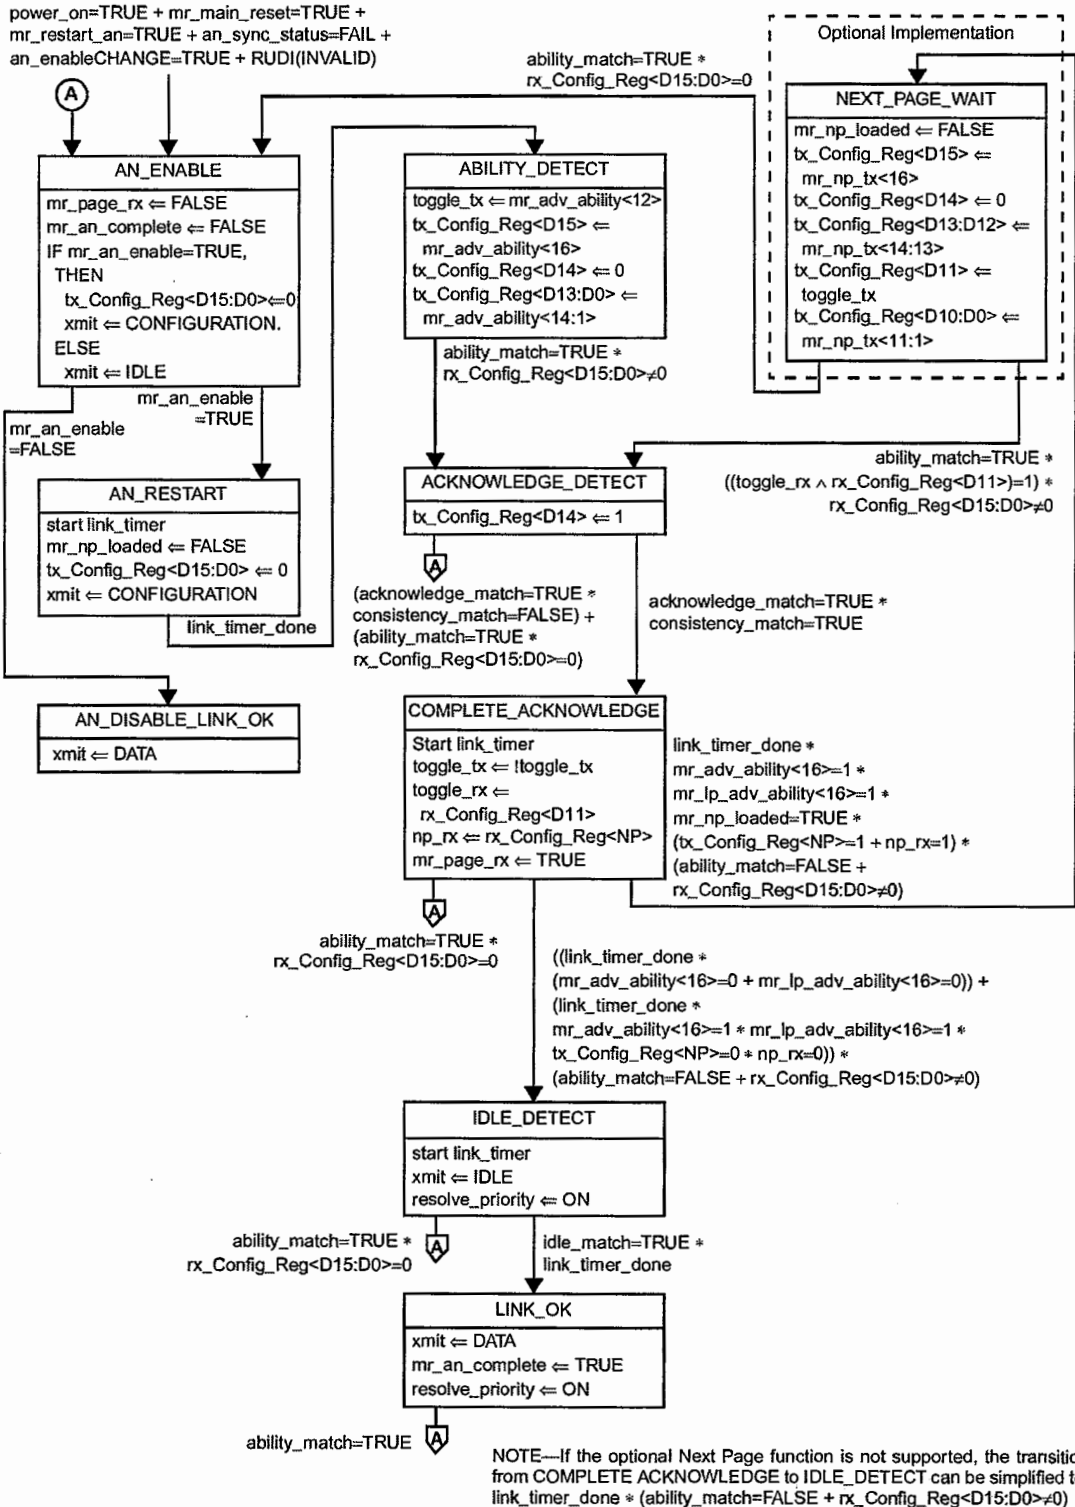 power_on=TRUE + mr_main_reset=TRUE +
mr_restart_an=TRUE + an_sync_status=FAIL +
an_enableCHANGE=TRUE + RUDI(INVALID)
A
ability_match=TRUE *
rx_Config_Reg<D15:D0>=0
Optional Implementation
NEXT_PAGE_WAIT
mr_np_loaded ⇐ FALSE
tx_Config_Reg<D15> ⇐
mr_np_tx<16>
tx_Config_Reg<D14> ⇐ 0
tx_Config_Reg<D13:D12> ⇐
mr_np_tx<14:13>
tx_Config_Reg<D11> ⇐
toggle_tx
tx_Config_Reg<D10:D0> ⇐
mr_np_tx<11:1>
AN_ENABLE
mr_page_rx ⇐ FALSE
mr_an_complete ⇐ FALSE
IF mr_an_enable=TRUE,
THEN
tx_Config_Reg<D15:D0>⇐0
xmit ⇐ CONFIGURATION.
ELSE
xmit ⇐ IDLE
ABILITY_DETECT
toggle_tx ⇐ mr_adv_ability<12>
tx_Config_Reg<D15> ⇐
mr_adv_ability<16>
tx_Config_Reg<D14> ⇐ 0
tx_Config_Reg<D13:D0> ⇐
mr_adv_ability<14:1>
ability_match=TRUE *
rx_Config_Reg<D15:D0>≠0
mr_an_enable
=TRUE
mr_an_enable
=FALSE
ability_match=TRUE *
((toggle_rx ∧ rx_Config_Reg<D11>)=1) *
rx_Config_Reg<D15:D0>≠0
AN_RESTART
start link_timer
mr_np_loaded ⇐ FALSE
tx_Config_Reg<D15:D0> ⇐ 0
xmit ⇐ CONFIGURATION
link_timer_done
ACKNOWLEDGE_DETECT
tx_Config_Reg<D14> ⇐ 1
A
(acknowledge_match=TRUE *
consistency_match=FALSE) +
(ability_match=TRUE *
rx_Config_Reg<D15:D0>=0)
acknowledge_match=TRUE *
consistency_match=TRUE
AN_DISABLE_LINK_OK
xmit ⇐ DATA
COMPLETE_ACKNOWLEDGE
Start link_timer
toggle_tx ⇐ !toggle_tx
toggle_rx ⇐
rx_Config_Reg<D11>
np_rx ⇐ rx_Config_Reg<NP>
mr_page_rx ⇐ TRUE
link_timer_done *
mr_adv_ability<16>=1 *
mr_lp_adv_ability<16>=1 *
mr_np_loaded=TRUE *
(tx_Config_Reg<NP>=1 + np_rx=1) *
(ability_match=FALSE +
rx_Config_Reg<D15:D0>≠0)
A
ability_match=TRUE *
rx_Config_Reg<D15:D0>=0
((link_timer_done *
(mr_adv_ability<16>=0 + mr_lp_adv_ability<16>=0)) +
(link_timer_done *
mr_adv_ability<16>=1 * mr_lp_adv_ability<16>=1 *
tx_Config_Reg<NP>=0 * np_rx=0)) *
(ability_match=FALSE + rx_Config_Reg<D15:D0>≠0)
IDLE_DETECT
start link_timer
xmit ⇐ IDLE
resolve_priority ⇐ ON
ability_match=TRUE *
rx_Config_Reg<D15:D0>=0
A
idle_match=TRUE *
link_timer_done
LINK_OK
xmit ⇐ DATA
mr_an_complete ⇐ TRUE
resolve_priority ⇐ ON
ability_match=TRUE
A
NOTE—If the optional Next Page function is not supported, the transitio
from COMPLETE ACKNOWLEDGE to IDLE_DETECT can be simplified t
link_timer_done * (ability_match=FALSE + rx_Config_Reg<D15:D0>≠0)